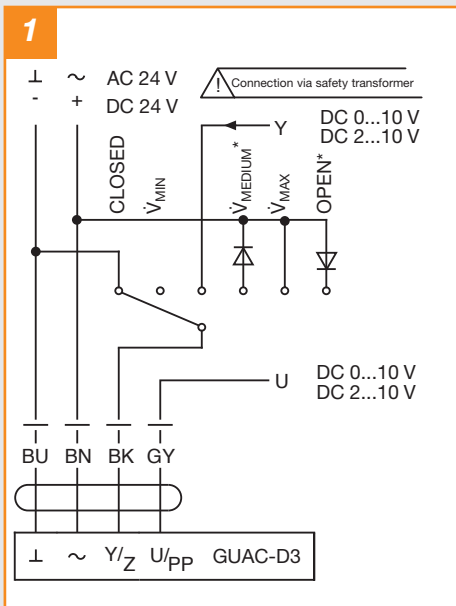 1
⊥ ~ AC 24 V
- + DC 24 V
! Connection via safety transformer
Y DC 0...10 V
DC 2...10 V
CLOSED
V̇MIN
V̇MEDIUM*
V̇MAX
OPEN*
U DC 0...10 V
DC 2...10 V
BU BN BK GY
⊥ ~ Y/Z U/PP GUAC-D3